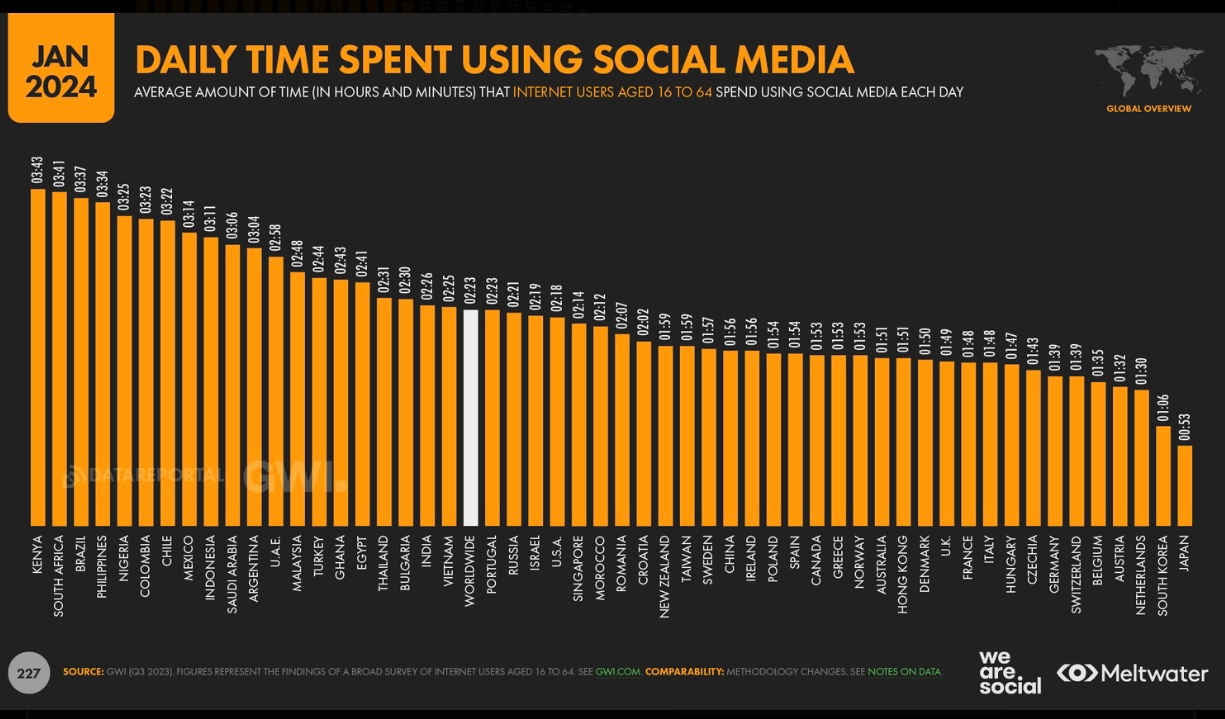 JAN
2024
DAILY TIME SPENT USING SOCIAL MEDIA
AVERAGE AMOUNT OF TIME (IN HOURS AND MINUTES) THAT INTERNET USERS AGED 16 TO 64 SPEND USING SOCIAL MEDIA EACH DAY
GLOBAL OVERVIEW
03:43
03:41
03:37
03:34
03:25
03:23
03:22
03:14
03:11
03:06
03:04
02:58
02:48
02:44
02:43
02:41
02:31
02:30
02:26
02:25
02:23
02:23
02:21
02:19
02:18
02:14
02:12
02:07
02:02
01:59
01:59
01:57
01:56
01:56
01:54
01:54
01:53
01:53
01:53
01:51
01:51
01:50
01:49
01:48
01:48
01:47
01:43
01:39
01:39
01:35
01:32
01:30
01:06
00:53
DATAREPORTAL
GWI.
KENYA
SOUTH AFRICA
BRAZIL
PHILIPPINES
NIGERIA
COLOMBIA
CHILE
MEXICO
INDONESIA
SAUDI ARABIA
ARGENTINA
U.A.E.
MALAYSIA
TURKEY
GHANA
EGYPT
THAILAND
BULGARIA
INDIA
VIETNAM
WORLDWIDE
PORTUGAL
RUSSIA
ISRAEL
U.S.A.
SINGAPORE
MOROCCO
ROMANIA
CROATIA
NEW ZEALAND
TAIWAN
SWEDEN
CHINA
IRELAND
POLAND
SPAIN
CANADA
GREECE
NORWAY
AUSTRALIA
HONG KONG
DENMARK
U.K.
FRANCE
ITALY
HUNGARY
CZECHIA
GERMANY
SWITZERLAND
BELGIUM
AUSTRIA
NETHERLANDS
SOUTH KOREA
JAPAN
227
SOURCE: GWI (Q3 2023). FIGURES REPRESENT THE FINDINGS OF A BROAD SURVEY OF INTERNET USERS AGED 16 TO 64. SEE GWI.COM. COMPARABILITY: METHODOLOGY CHANGES. SEE NOTES ON DATA.
we
are
social
Meltwater